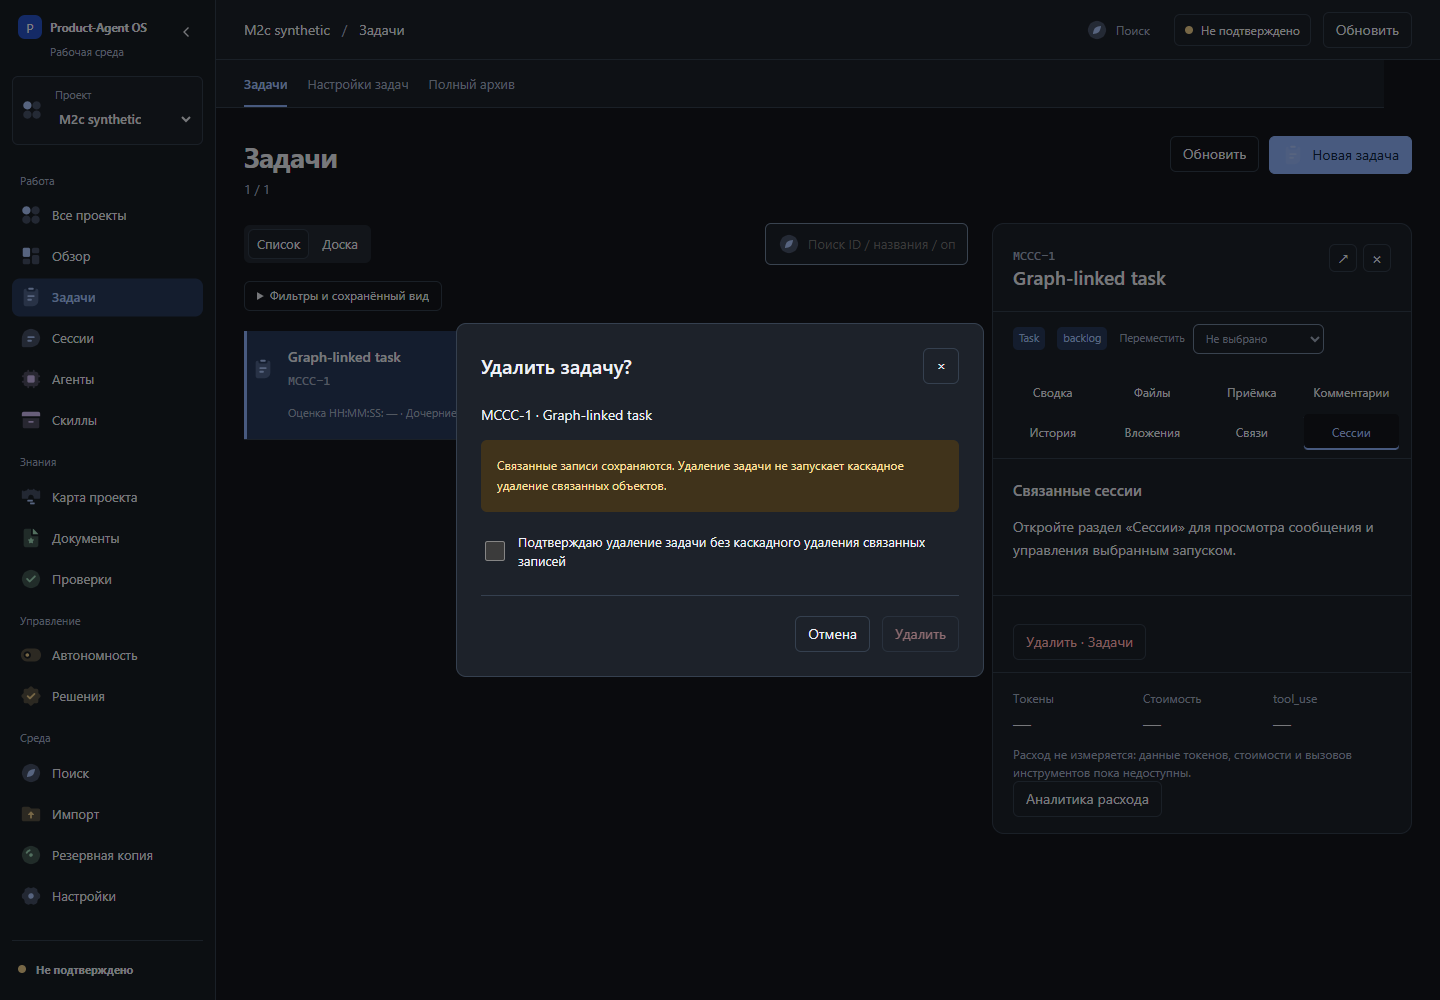 P
Product-Agent OS
Рабочая среда
Проект
M2c synthetic
Работа
Все проекты
Обзор
Задачи
Сессии
Агенты
Скиллы
Знания
Карта проекта
Документы
Проверки
Управление
Автономность
Решения
Среда
Поиск
Импорт
Резервная копия
Настройки
Не подтверждено
M2c synthetic / Задачи
Поиск
Не подтверждено
Обновить
Задачи
Настройки задач
Полный архив
Задачи
1 / 1
Обновить
Новая задача
Список
Доска
Поиск ID / названия / оп
Фильтры и сохранённый вид
Graph-linked task
MCCC-1
Оценка HH:MM:SS: — · Дочерние
Удалить задачу?
×
MCCC-1 · Graph-linked task
Связанные записи сохраняются. Удаление задачи не запускает каскадное
удаление связанных объектов.
Подтверждаю удаление задачи без каскадного удаления связанных
записей
Отмена
Удалить
MCCC-1
Graph-linked task
↗
×
Task
backlog
Переместить
Не выбрано
Сводка
Файлы
Приёмка
Комментарии
История
Вложения
Связи
Сессии
Связанные сессии
Откройте раздел «Сессии» для просмотра сообщения и
управления выбранным запуском.
Удалить · Задачи
Токены
Стоимость
tool_use
—
—
—
Расход не измеряется: данные токенов, стоимости и вызовов
инструментов пока недоступны.
Аналитика расхода